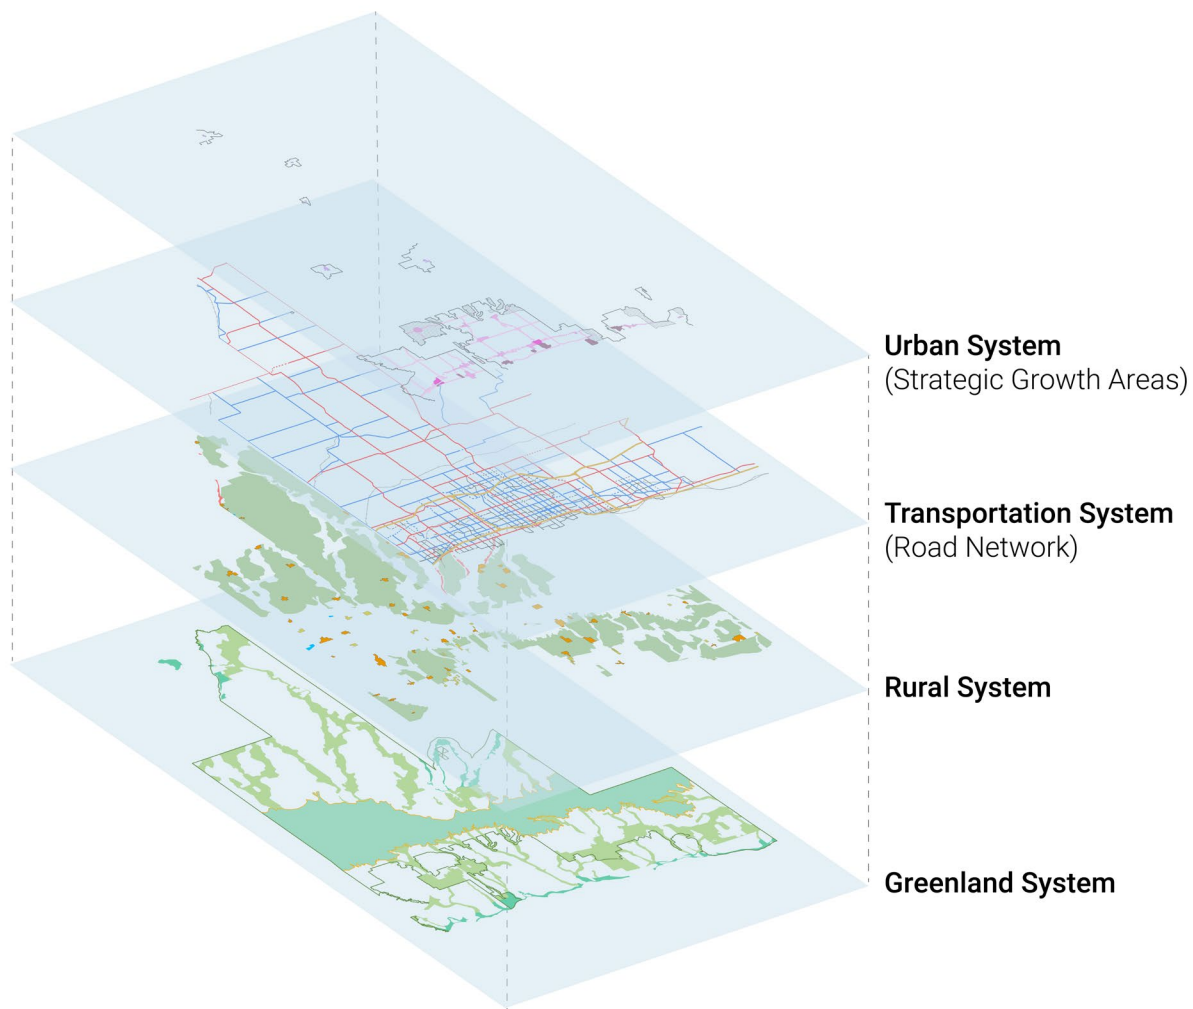 Urban System
(Strategic Growth Areas)
Transportation System
(Road Network)
Rural System
Greenland System